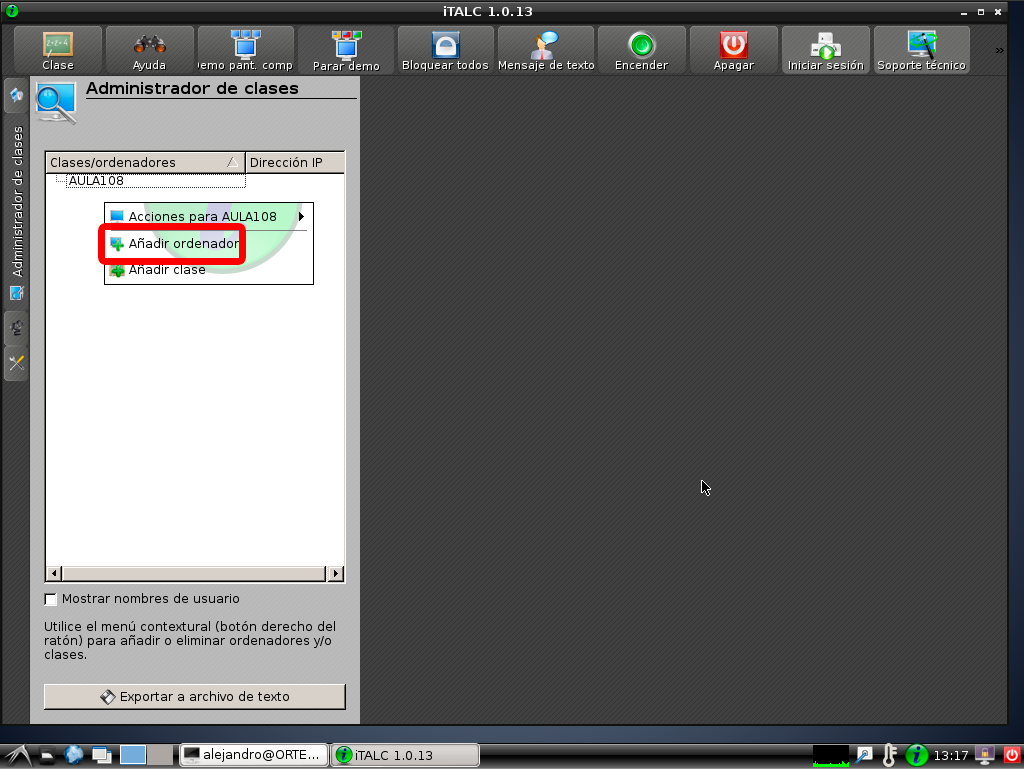 iTALC 1.0.13
Clase
Ayuda
emo pant. comp
Parar demo
Bloquear todos
Mensaje de texto
Encender
Apagar
Iniciar sesión
Soporte técnico
»
Administrador de clases
Administrador de clases
Clases/ordenadores
Dirección IP
AULA108
Acciones para AULA108
Añadir ordenador
Añadir clase
Mostrar nombres de usuario
Utilice el menú contextural (botón derecho del
ratón) para añadir o eliminar ordenadores y/o
clases.
Exportar a archivo de texto
alejandro@ORTE...
iTALC 1.0.13
13:17